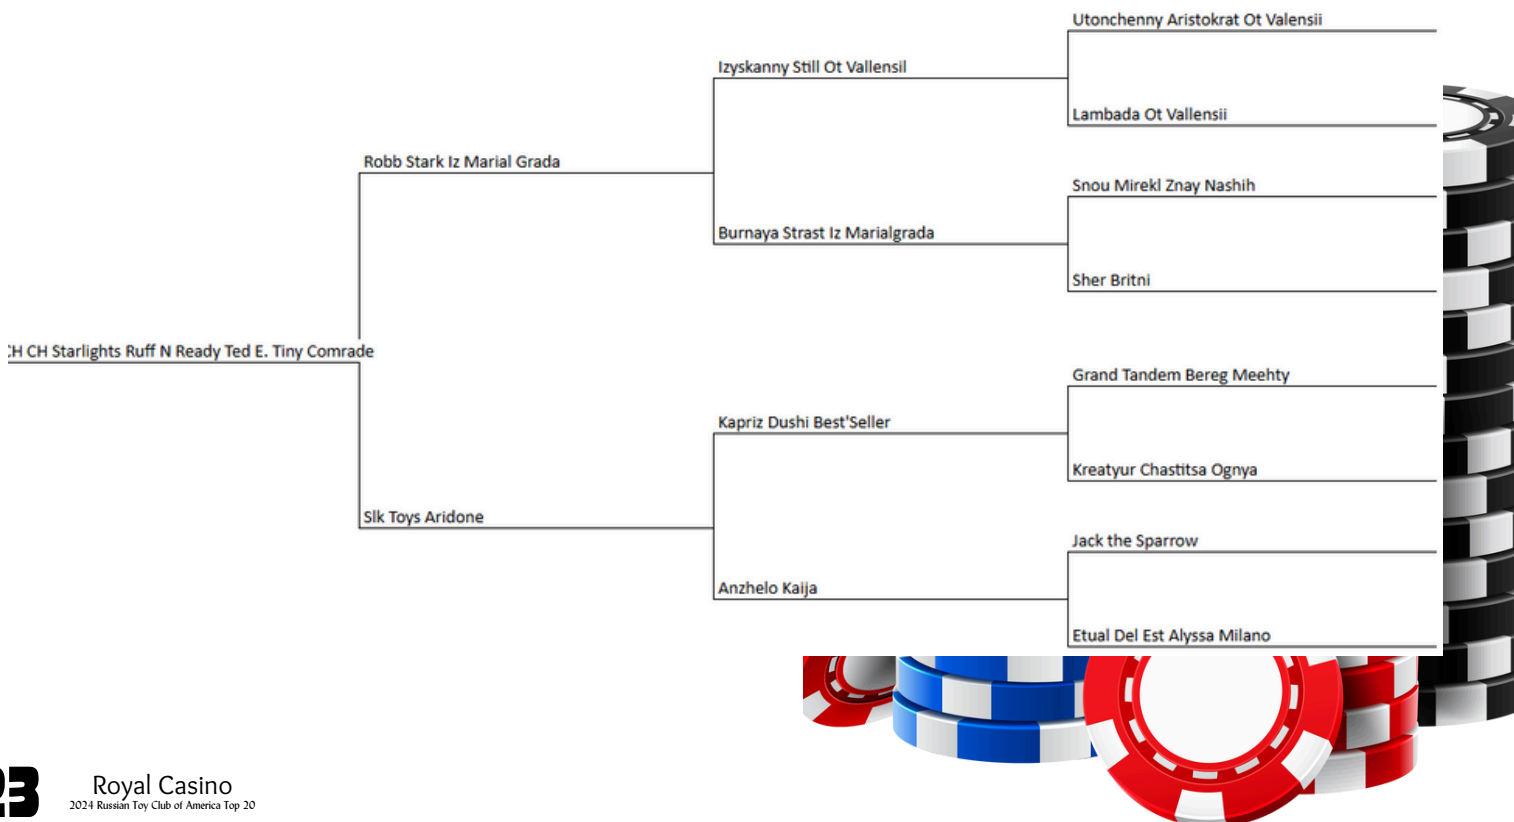 Utonchenny Aristokrat Ot Valensii
Izyskanny Still Ot Vallensil
Lambada Ot Vallensii
Robb Stark Iz Marial Grada
Snou Mirekl Znay Nashih
Burnaya Strast Iz Marialgrada
Sher Britni
CH CH Starlights Ruff N Ready Ted E. Tiny Comrade
Grand Tandem Bereg Meehty
Kapriz Dushi Best'Seller
Kreatyur Chastitsa Ognya
Slk Toys Aridone
Jack the Sparrow
Anzhelo Kaija
Etual Del Est Alyssa Milano
23
Royal Casino
2024 Russian Toy Club of America Top 20